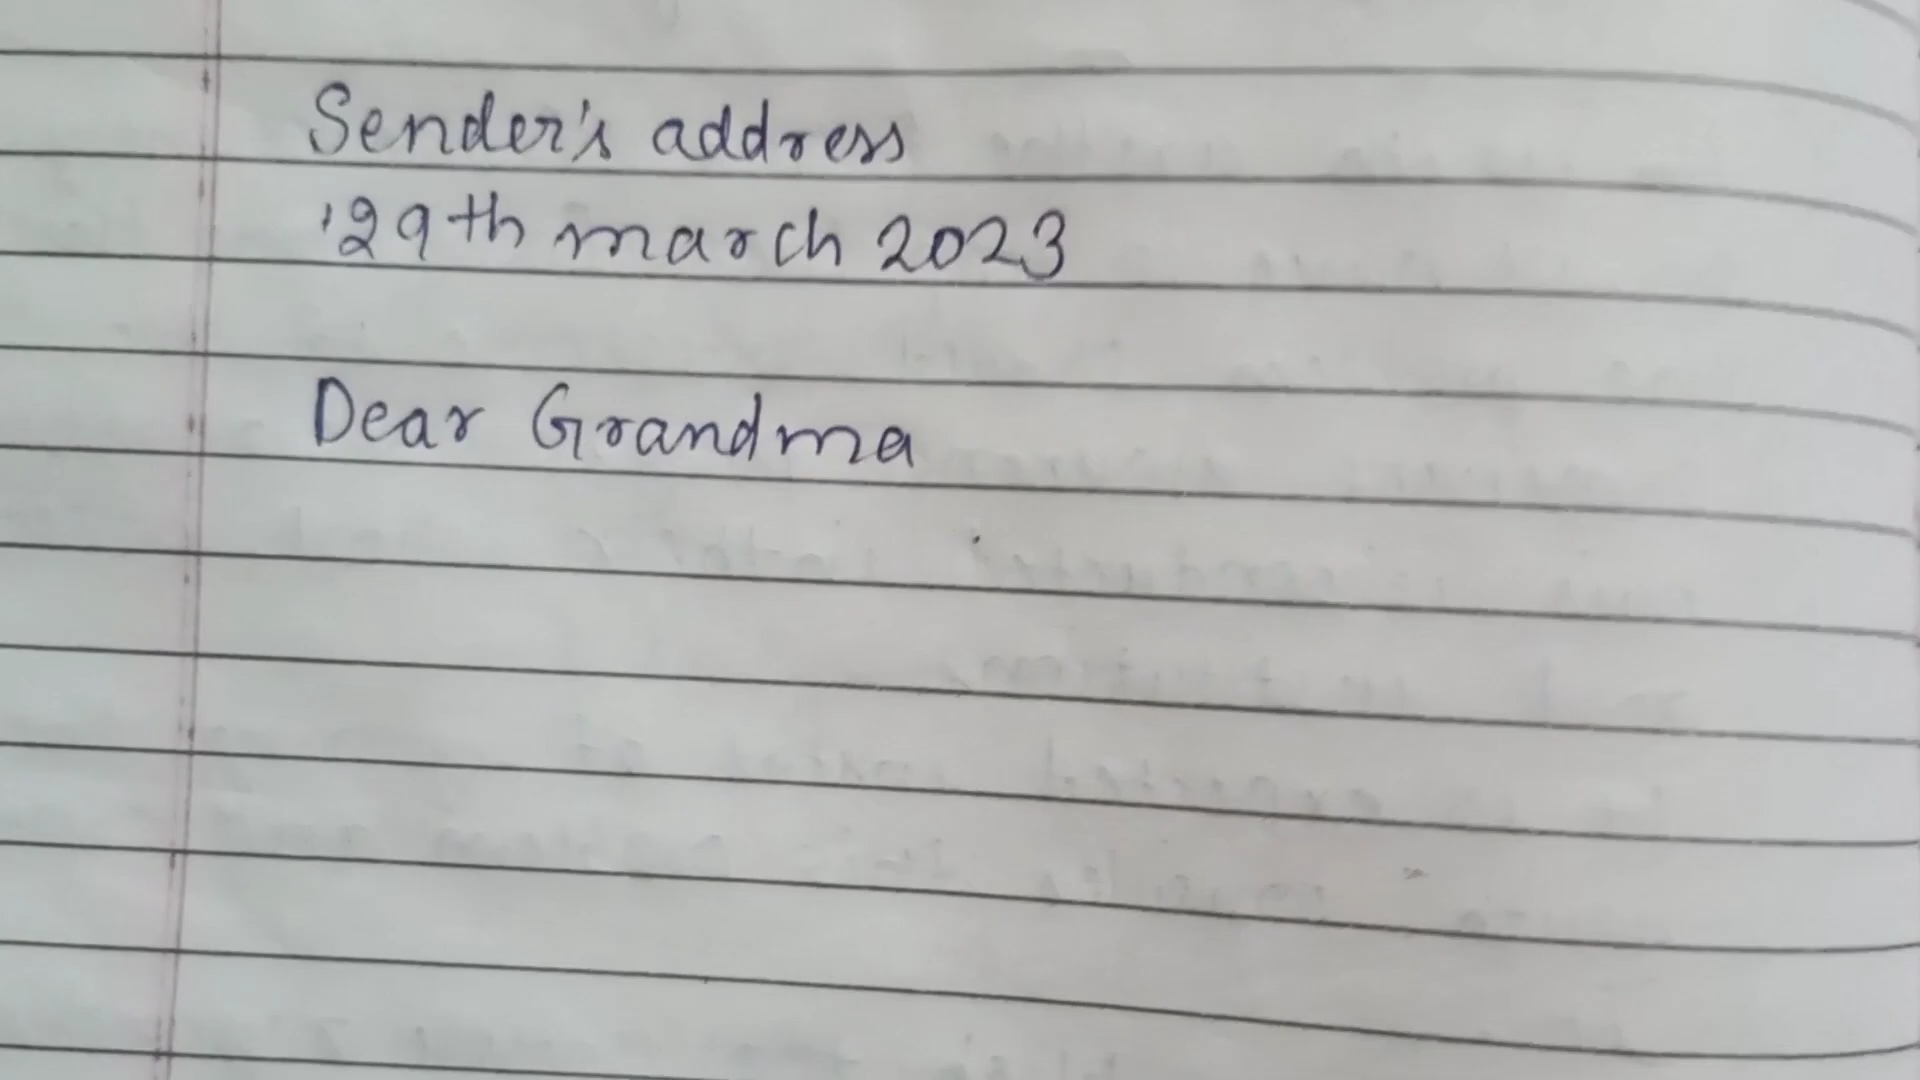 Sender's address
29th march 2023
Dear Grandma